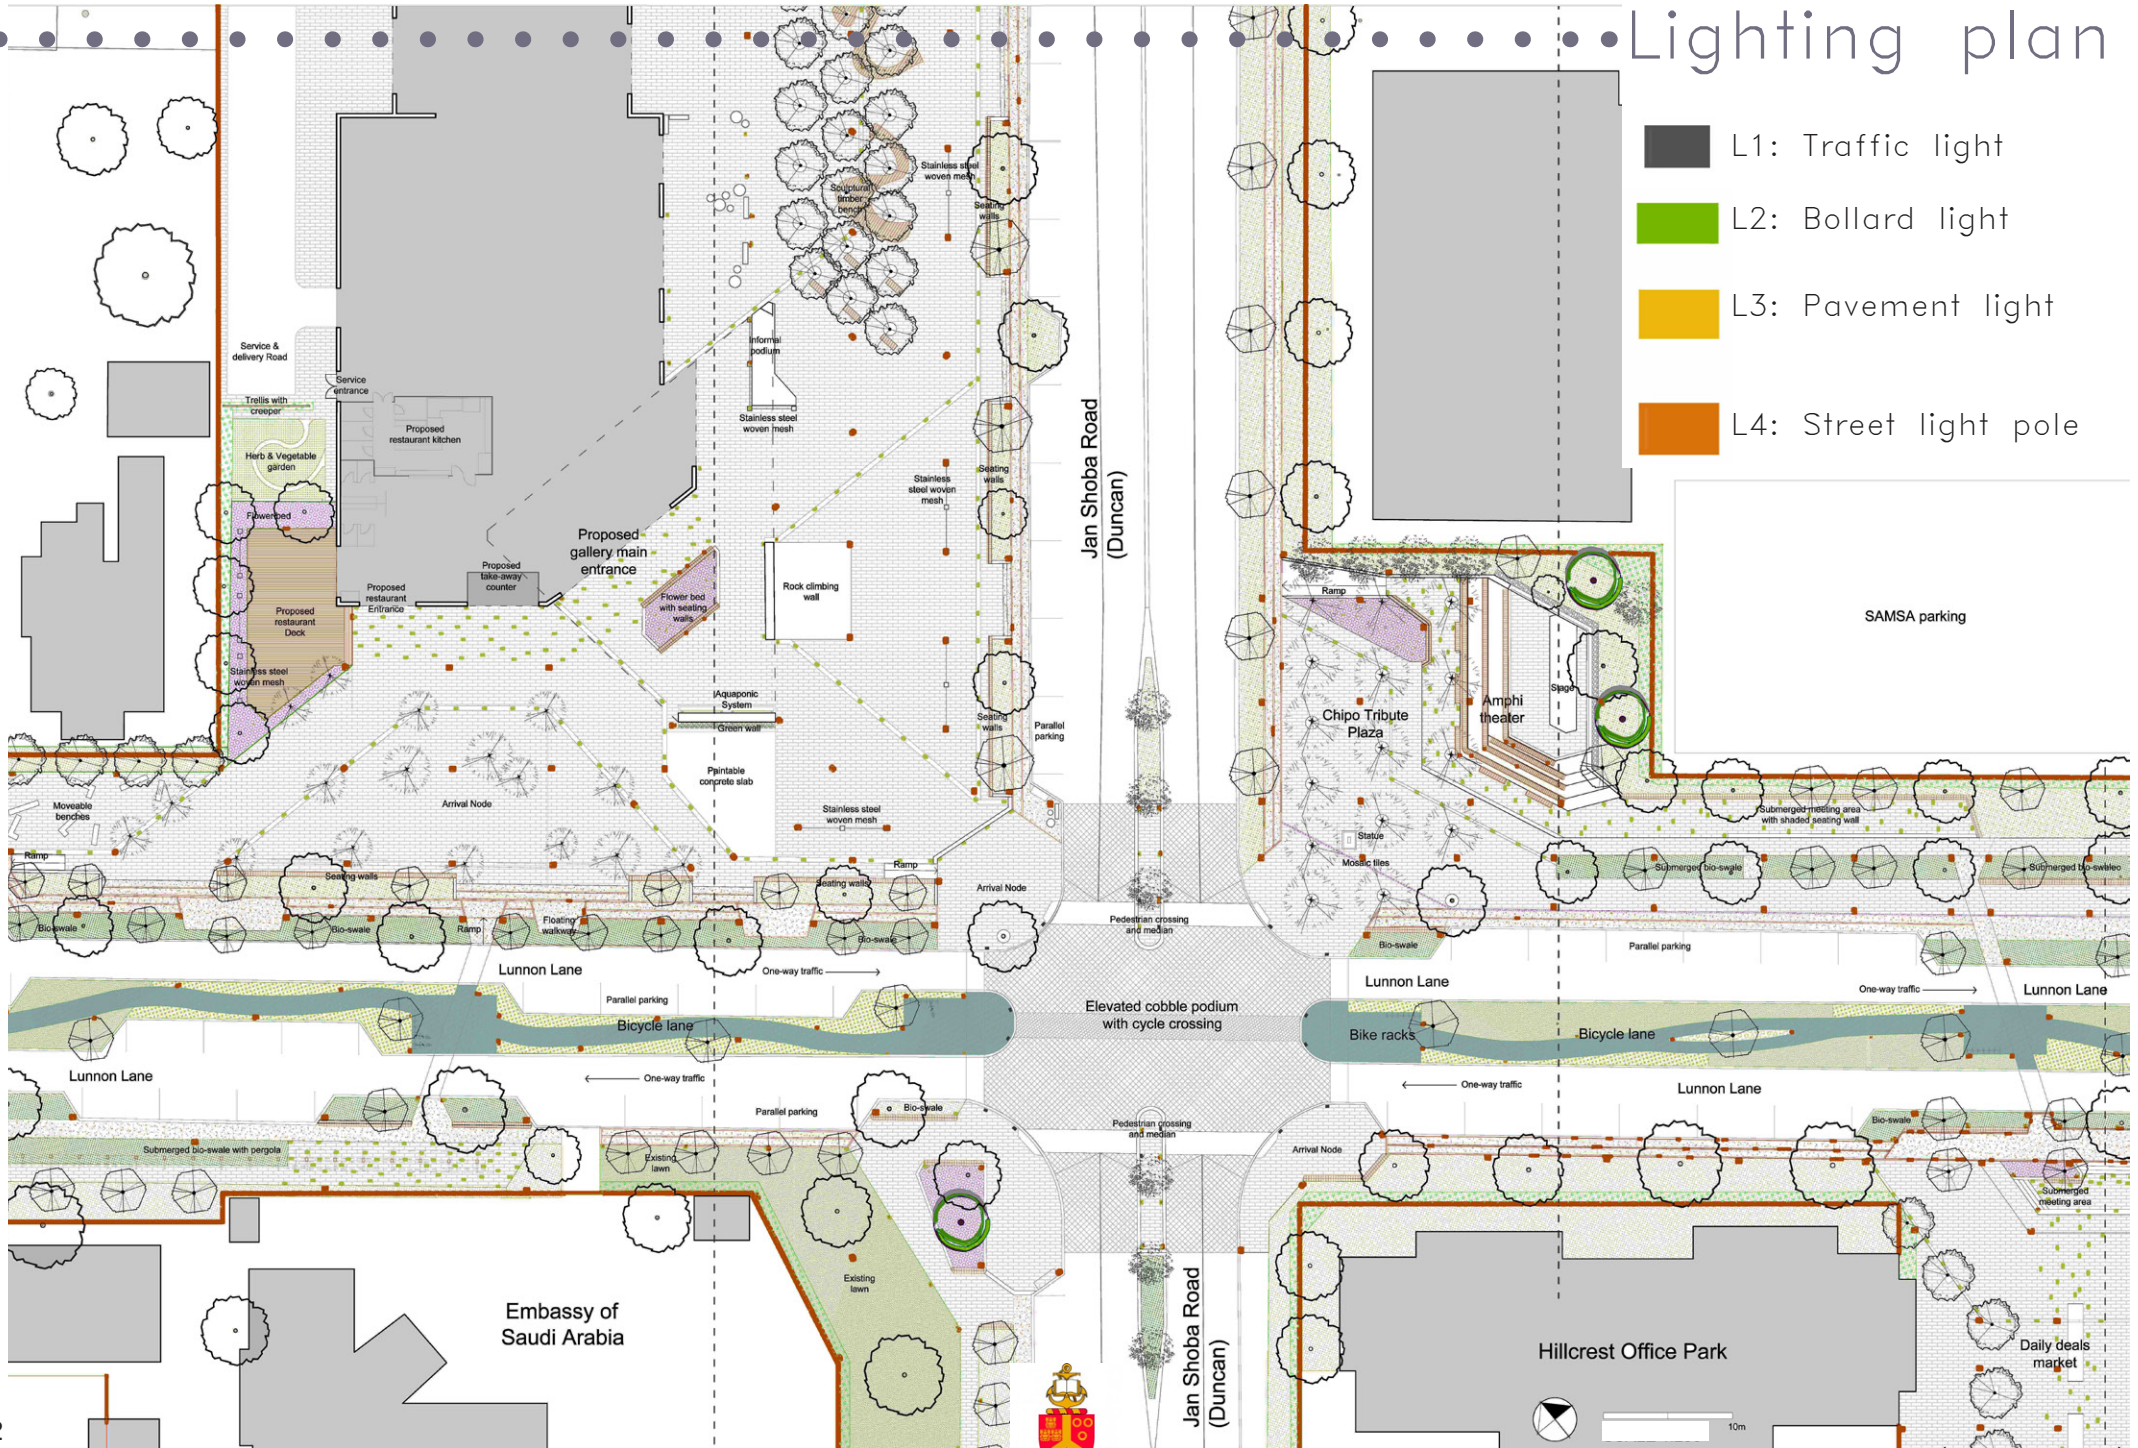 Lighting plan
L1: Traffic light
L2: Bollard light
L3: Pavement light
L4: Street light pole
Stainless steel
woven mesh
Sculptural
timber
bench
Seating
walls
Service &
delivery Road
Service
entrance
Informal
podium
Trellis with
creeper
Stainless steel
woven mesh
Proposed
restaurant kitchen
Herb & Vegetable
garden
Seating
walls
Stainless
steel woven
mesh
Jan Shoba Road
(Duncan)
Flowerbed
Proposed
gallery main
entrance
Proposed
take-away
counter
Proposed
restaurant
Entrance
Rock climbing
wall
Flower bed
with seating
walls
Ramp
Proposed
restaurant
Deck
SAMSA parking
Stainless steel
woven mesh
Stage
Aquaponic
System
Green wall
Amphi
theater
Chipo Tribute
Plaza
Seating
walls
Parallel
parking
Paintable
concrete slab
Arrival Node
Moveable
benches
Stainless steel
woven mesh
Submerged meeting area
with shaded seating wall
Statue
Ramp
Ramp
Mosaic tiles
Submerged bio-swale
Submerged bio-swale
Seating walls
Seating walls
Arrival Node
Bio-swale
Bio-swale
Ramp
Floating
walkway
Bio-swale
Pedestrian crossing
and median
Bio-swale
Parallel parking
Lunnon Lane
One-way traffic
Lunnon Lane
One-way traffic
Lunnon Lane
Parallel parking
Bicycle lane
Elevated cobble podium
with cycle crossing
Bike racks
Bicycle lane
Lunnon Lane
One-way traffic
One-way traffic
Lunnon Lane
Parallel parking
Bio-swale
Pedestrian crossing
and median
Bio-swale
Submerged bio-swale with pergola
Existing
lawn
Arrival Node
Submerged
meeting area
Existing
lawn
Embassy of
Saudi Arabia
Jan Shoba Road
(Duncan)
Hillcrest Office Park
Daily deals
market
10m